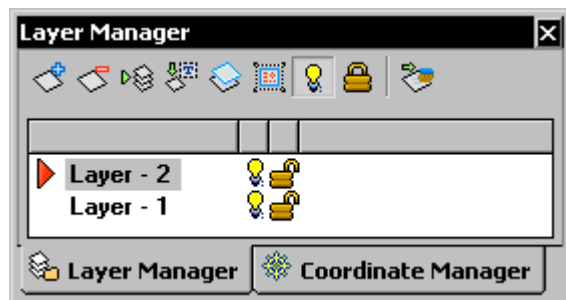 Layer Manager
Layer - 2
Layer - 1
Layer Manager Coordinate Manager